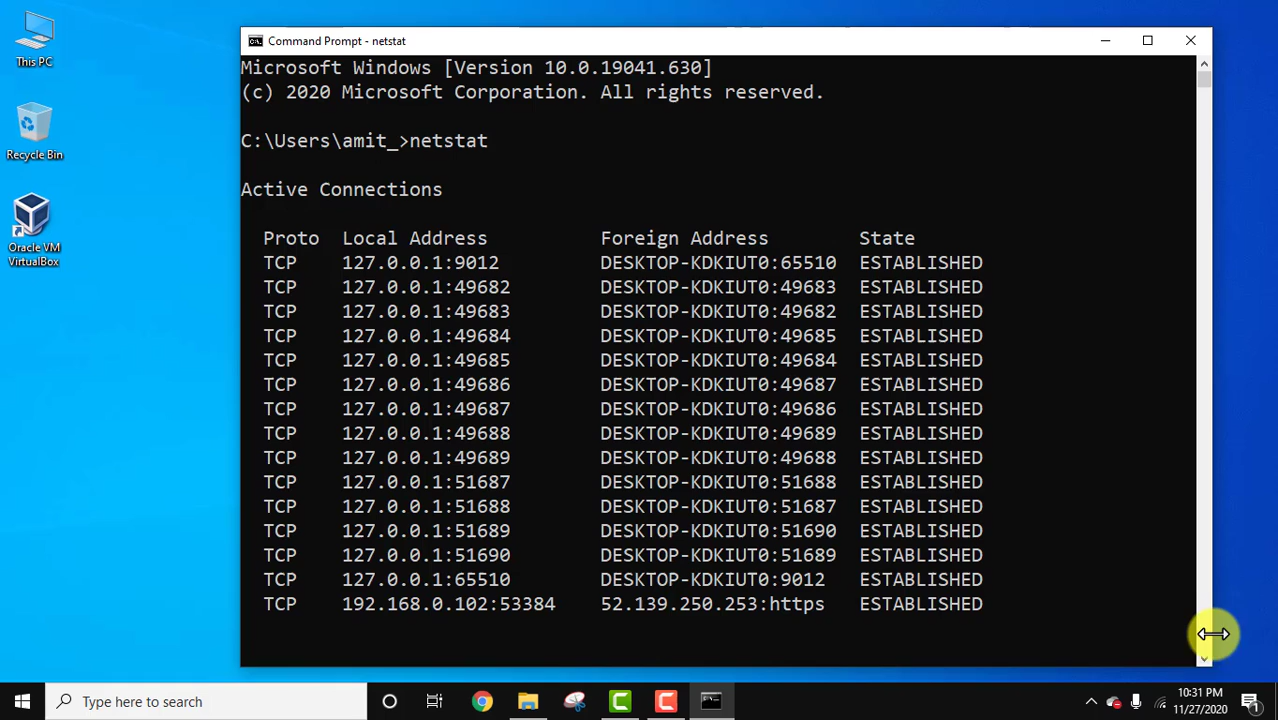 This PC
Recycle Bin
Oracle VM
VirtualBox
Command Prompt - netstat
Microsoft Windows [Version 10.0.19041.630]
(c) 2020 Microsoft Corporation. All rights reserved.
C:\Users\amit_>netstat
Active Connections
Proto Local Address Foreign Address State
TCP 127.0.0.1:9012 DESKTOP-KDKIUT0:65510 ESTABLISHED
TCP 127.0.0.1:49682 DESKTOP-KDKIUT0:49683 ESTABLISHED
TCP 127.0.0.1:49683 DESKTOP-KDKIUT0:49682 ESTABLISHED
TCP 127.0.0.1:49684 DESKTOP-KDKIUT0:49685 ESTABLISHED
TCP 127.0.0.1:49685 DESKTOP-KDKIUT0:49684 ESTABLISHED
TCP 127.0.0.1:49686 DESKTOP-KDKIUT0:49687 ESTABLISHED
TCP 127.0.0.1:49687 DESKTOP-KDKIUT0:49686 ESTABLISHED
TCP 127.0.0.1:49688 DESKTOP-KDKIUT0:49689 ESTABLISHED
TCP 127.0.0.1:49689 DESKTOP-KDKIUT0:49688 ESTABLISHED
TCP 127.0.0.1:51687 DESKTOP-KDKIUT0:51688 ESTABLISHED
TCP 127.0.0.1:51688 DESKTOP-KDKIUT0:51687 ESTABLISHED
TCP 127.0.0.1:51689 DESKTOP-KDKIUT0:51690 ESTABLISHED
TCP 127.0.0.1:51690 DESKTOP-KDKIUT0:51689 ESTABLISHED
TCP 127.0.0.1:65510 DESKTOP-KDKIUT0:9012 ESTABLISHED
TCP 192.168.0.102:53384 52.139.250.253:https ESTABLISHED
Type here to search
10:31 PM
11/27/2020
1